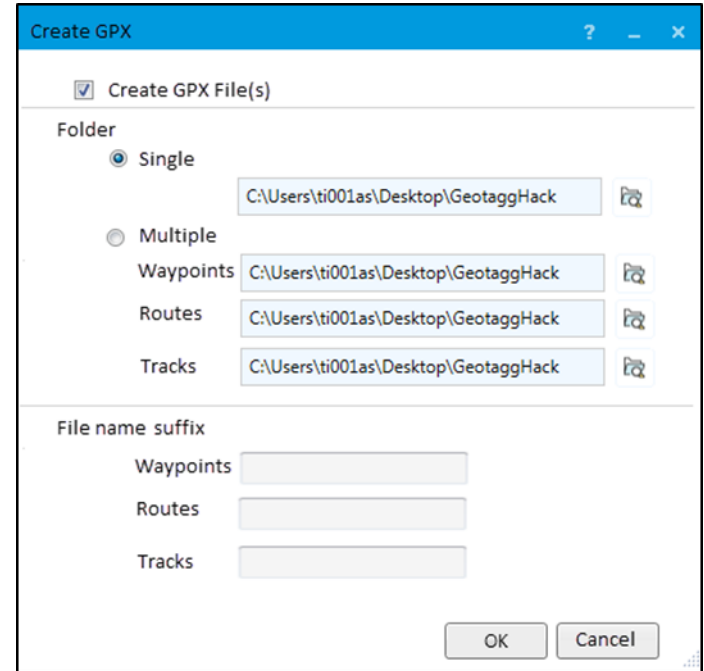 Create GPX ? _ ×
Create GPX File(s)
Folder
Single
C:\Users\ti001as\Desktop\GeotaggHack
Multiple
Waypoints C:\Users\ti001as\Desktop\GeotaggHack
Routes C:\Users\ti001as\Desktop\GeotaggHack
Tracks C:\Users\ti001as\Desktop\GeotaggHack
File name suffix
Waypoints
Routes
Tracks
OK Cancel